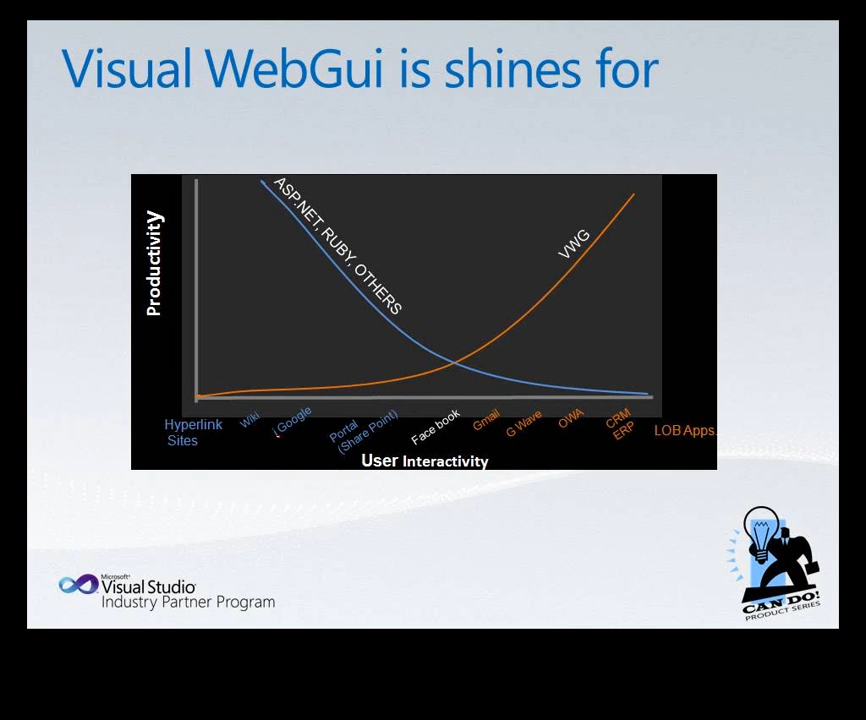 Visual WebGui is shines for
Productivity
ASP.NET, RUBY, OTHERS
VWG
Hyperlink
Sites
Wiki
i Google
Portal
(Share Point)
Face book
Gmail
G Wave
OWA
CRM
ERP
LOB Apps.
User Interactivity
Microsoft®
Visual Studio
Industry Partner Program
CAN DO!
PRODUCT SERIES